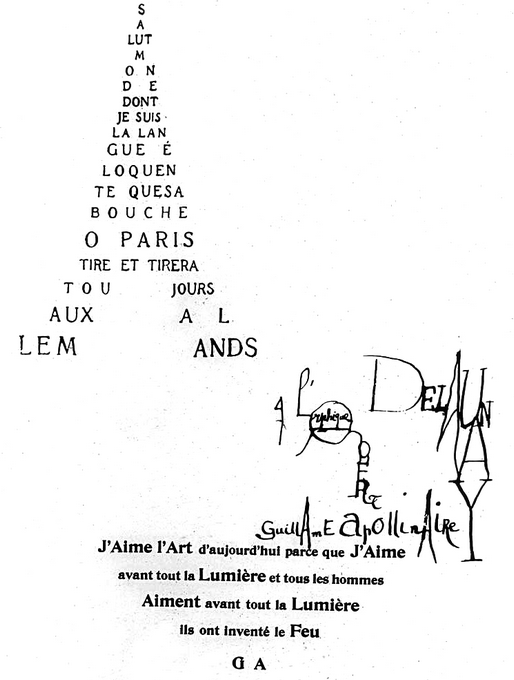 S
A
LUT
M
O N
D E
DONT
JE SUIS
LA LAN
GUE É
LOQUEN
TE QUESA
BOUCHE
O PARIS
TIRE ET TIRERA
TOU JOURS
AUX AL
LEM ANDS
A L'
Orphique
DELAUNAY
GuillAmE apollinAire
J'Aime l'Art d'aujourd'hui parce que J'Aime
avant tout la Lumière et tous les hommes
Aiment avant tout la Lumière
ils ont inventé le Feu
G A